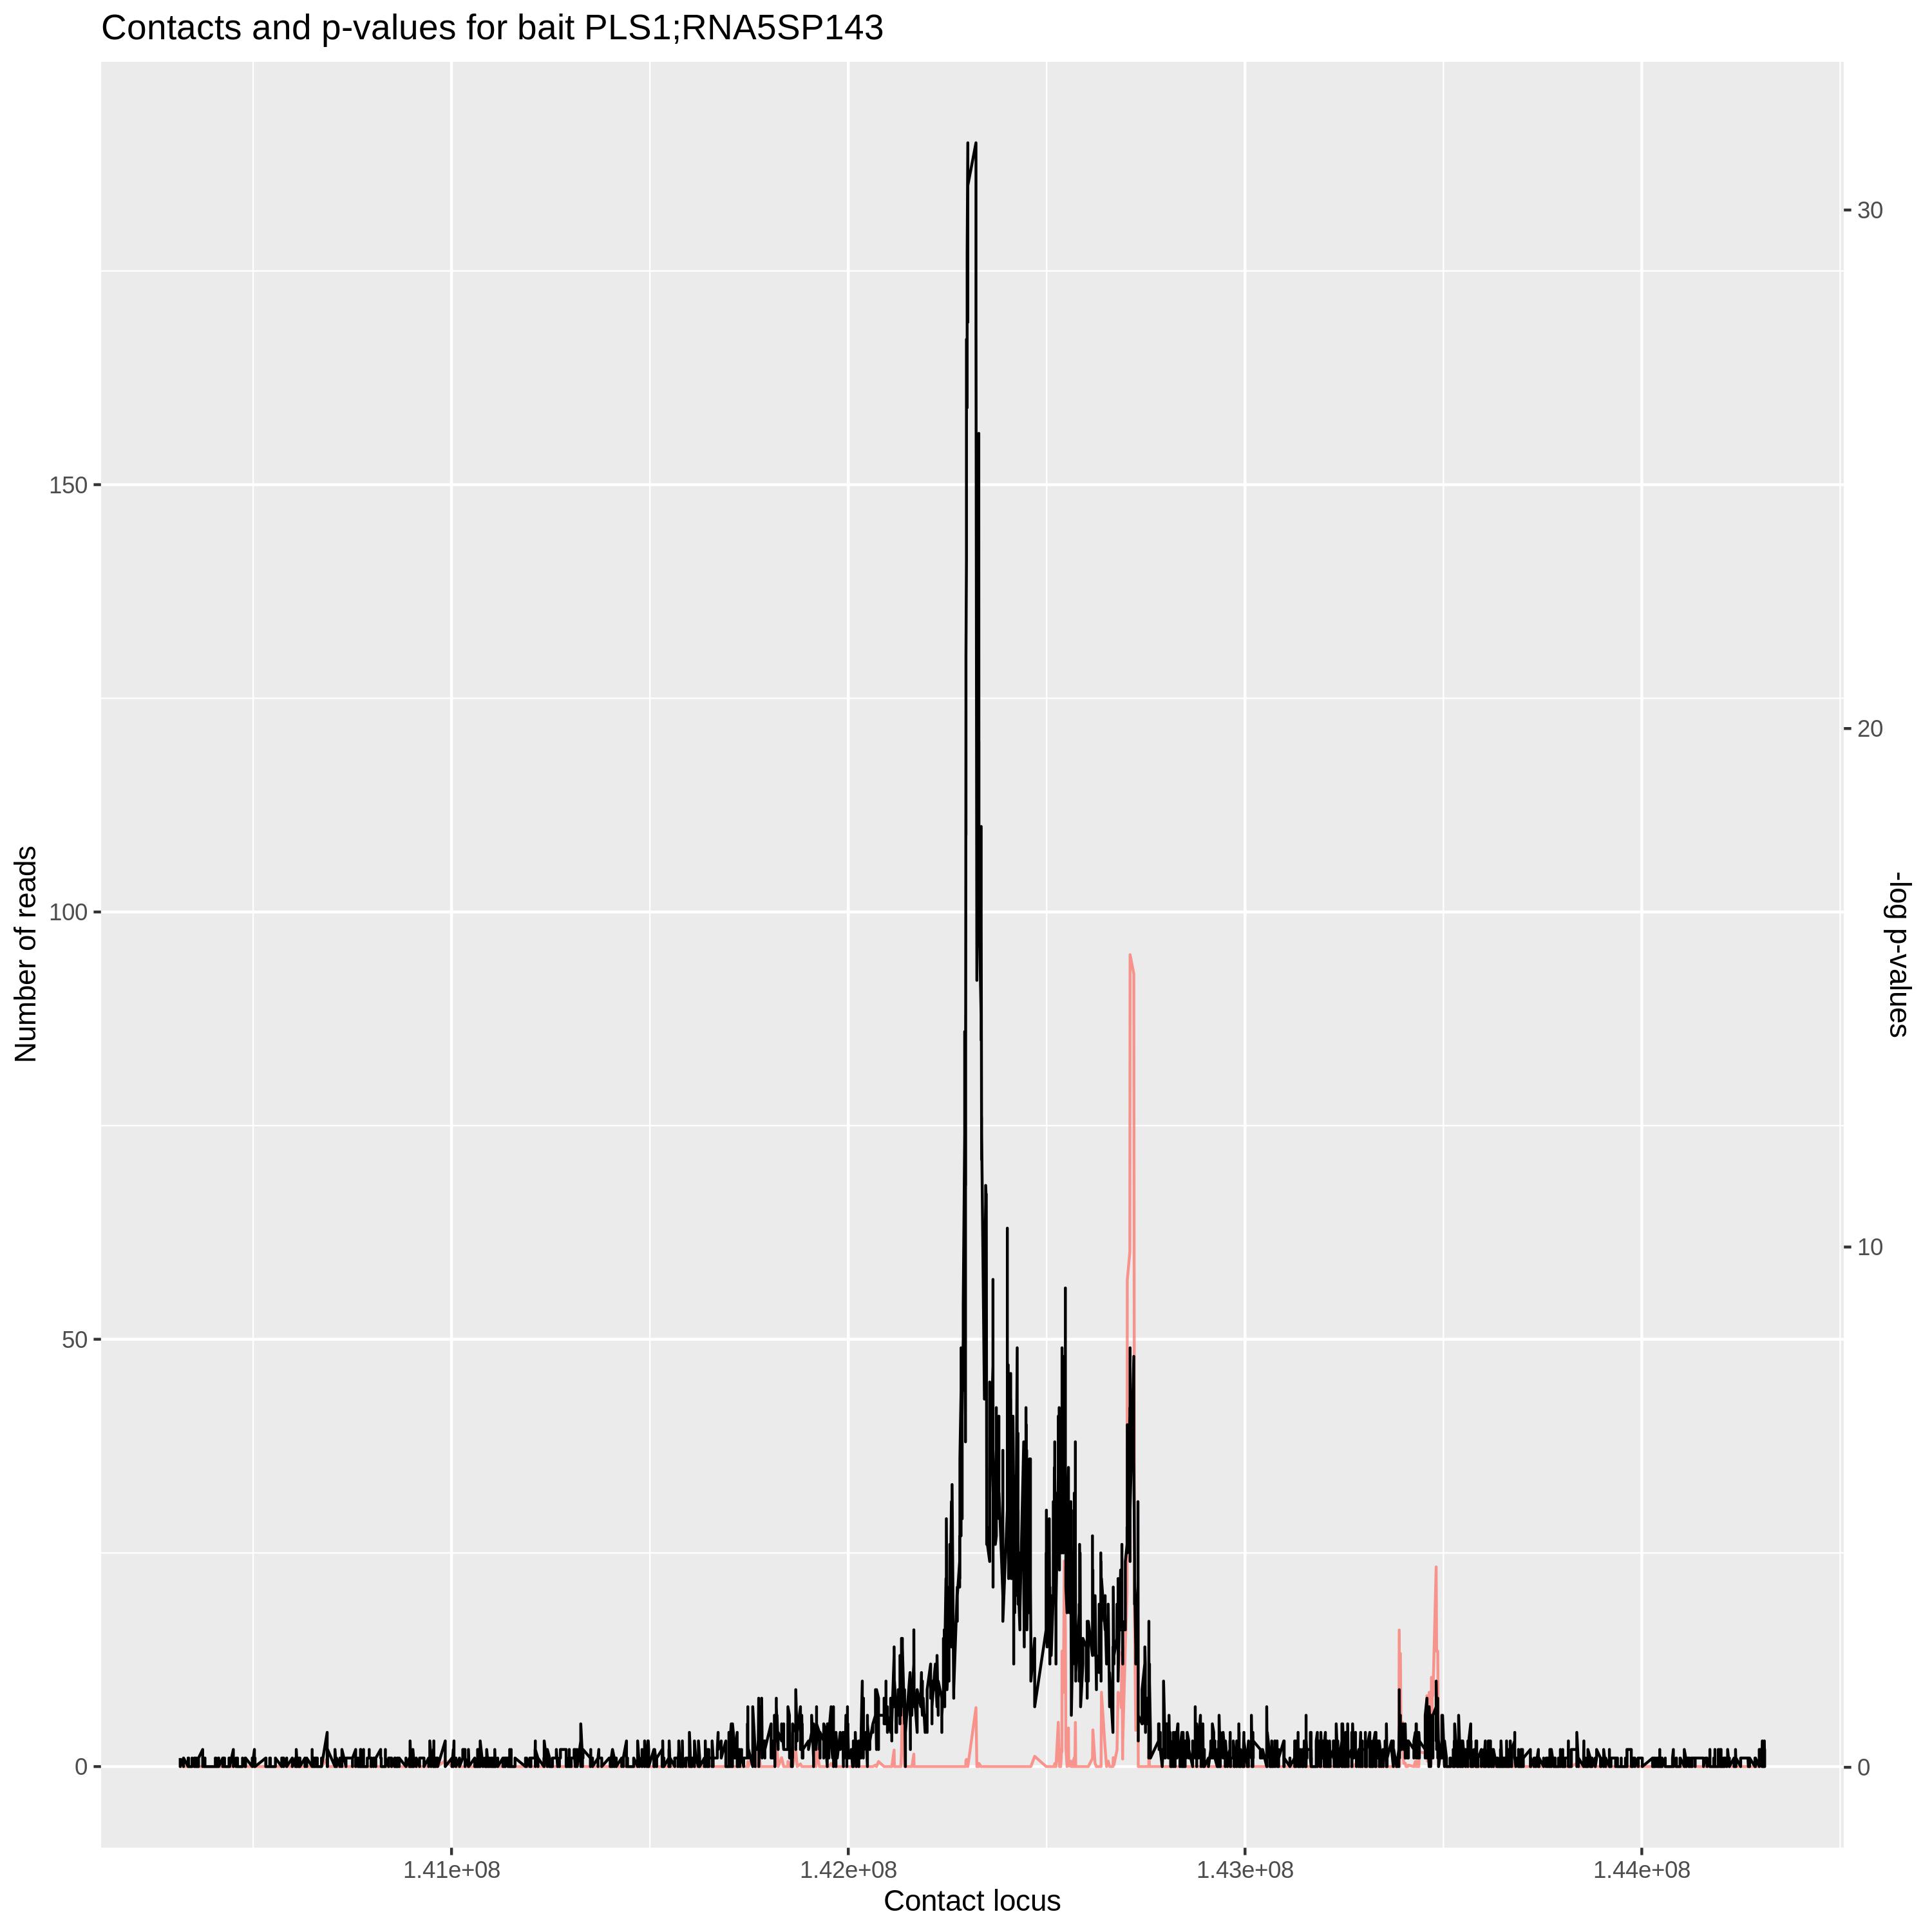 Contacts and p-values for bait PLS1;RNA5SP143
Number of reads
150
100
50
0
30
20
10
0
-log p-values
1.41e+08
1.42e+08
1.43e+08
1.44e+08
Contact locus